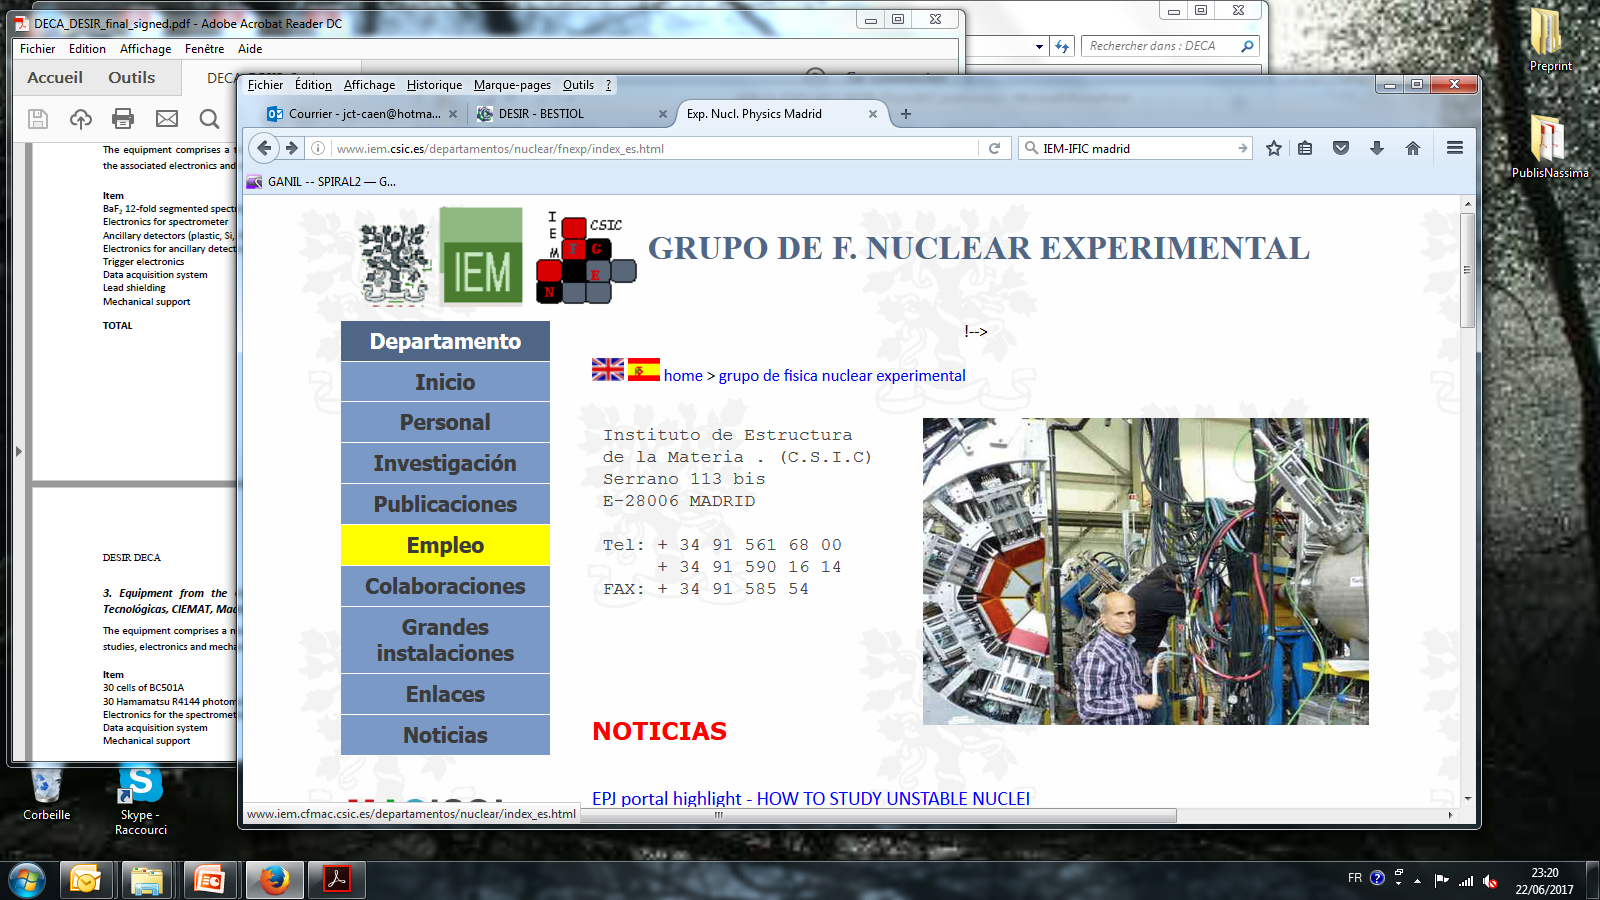 DECA_DESIR_final_signed.pdf - Adobe Acrobat Reader DC
Fichier Edition Affichage Fenêtre Aide
Accueil Outils
Rechercher dans : DECA
The equipment comprises a
the associated electronics and
Item
BaF2 12-fold segmented
Electronics for spectrometer
Ancillary detectors (plastic, Si,
Electronics for ancillary
Trigger electronics
Data acquisition system
Lead shielding
Mechanical support
TOTAL
DESIR DECA
3. Equipment from the
Tecnológicas, CIEMAT,
The equipment comprises a
studies, electronics and
Item
30 cells of BC501A
30 Hamamatsu R4144
Electronics for the
Data acquisition system
Mechanical support
Fichier Édition Affichage Historique Marque-pages Outils ?
Courrier - jct-caen@hotma...
DESIR - BESTIOL
Exp. Nucl. Physics Madrid
www.iem.csic.es/departamentos/nuclear/fnexp/index_es.html
IEM-IFIC madrid
GANIL -- SPIRAL2 — G...
IEM
I E M CSIC
F G E N
GRUPO DE F. NUCLEAR EXPERIMENTAL
!-->
Departamento
Inicio
Personal
Investigación
Publicaciones
Empleo
Colaboraciones
Grandes
instalaciones
Enlaces
Noticias
home > grupo de fisica nuclear experimental
Instituto de Estructura
de la Materia . (C.S.I.C)
Serrano 113 bis
E-28006 MADRID
Tel: + 34 91 561 68 00
+ 34 91 590 16 14
FAX: + 34 91 585 54
NOTICIAS
EPJ portal highlight - HOW TO STUDY UNSTABLE NUCLEI
www.iem.cfmac.csic.es/departamentos/nuclear/index_es.html
Preprint
PublisNassima
Corbeille
Skype -
Raccourci
FR
23:20
22/06/2017